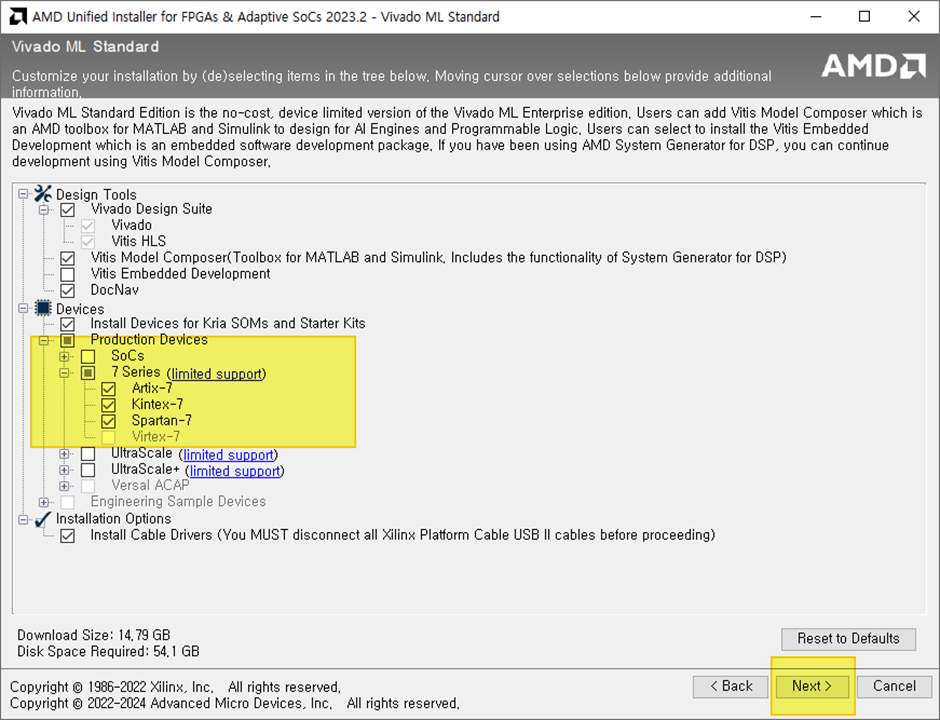 AMD Unified Installer for FPGAs & Adaptive SoCs 2023.2 - Vivado ML Standard
Vivado ML Standard
Customize your installation by (de)selecting items in the tree below. Moving cursor over selections below provide additional
information.
AMD
Vivado ML Standard Edition is the no-cost, device limited version of the Vivado ML Enterprise edition. Users can add Vitis Model Composer which is
an AMD toolbox for MATLAB and Simulink to design for AI Engines and Programmable Logic. Users can select to install the Vitis Embedded
Development which is an embedded software development package. If you have been using AMD System Generator for DSP, you can continue
development using Vitis Model Composer.
Design Tools
Vivado Design Suite
Vivado
Vitis HLS
Vitis Model Composer(Toolbox for MATLAB and Simulink. Includes the functionality of System Generator for DSP)
Vitis Embedded Development
DocNav
Devices
Install Devices for Kria SOMs and Starter Kits
Production Devices
SoCs
7 Series (limited support)
Artix-7
Kintex-7
Spartan-7
Virtex-7
UltraScale (limited support)
UltraScale+ (limited support)
Versal ACAP
Engineering Sample Devices
Installation Options
Install Cable Drivers (You MUST disconnect all Xilinx Platform Cable USB II cables before proceeding)
Download Size: 14.79 GB
Disk Space Required: 54.1 GB
Reset to Defaults
Copyright © 1986-2022 Xilinx, Inc. All rights reserved.
Copyright © 2022-2024 Advanced Micro Devices, Inc. All rights reserved.
< Back
Next >
Cancel